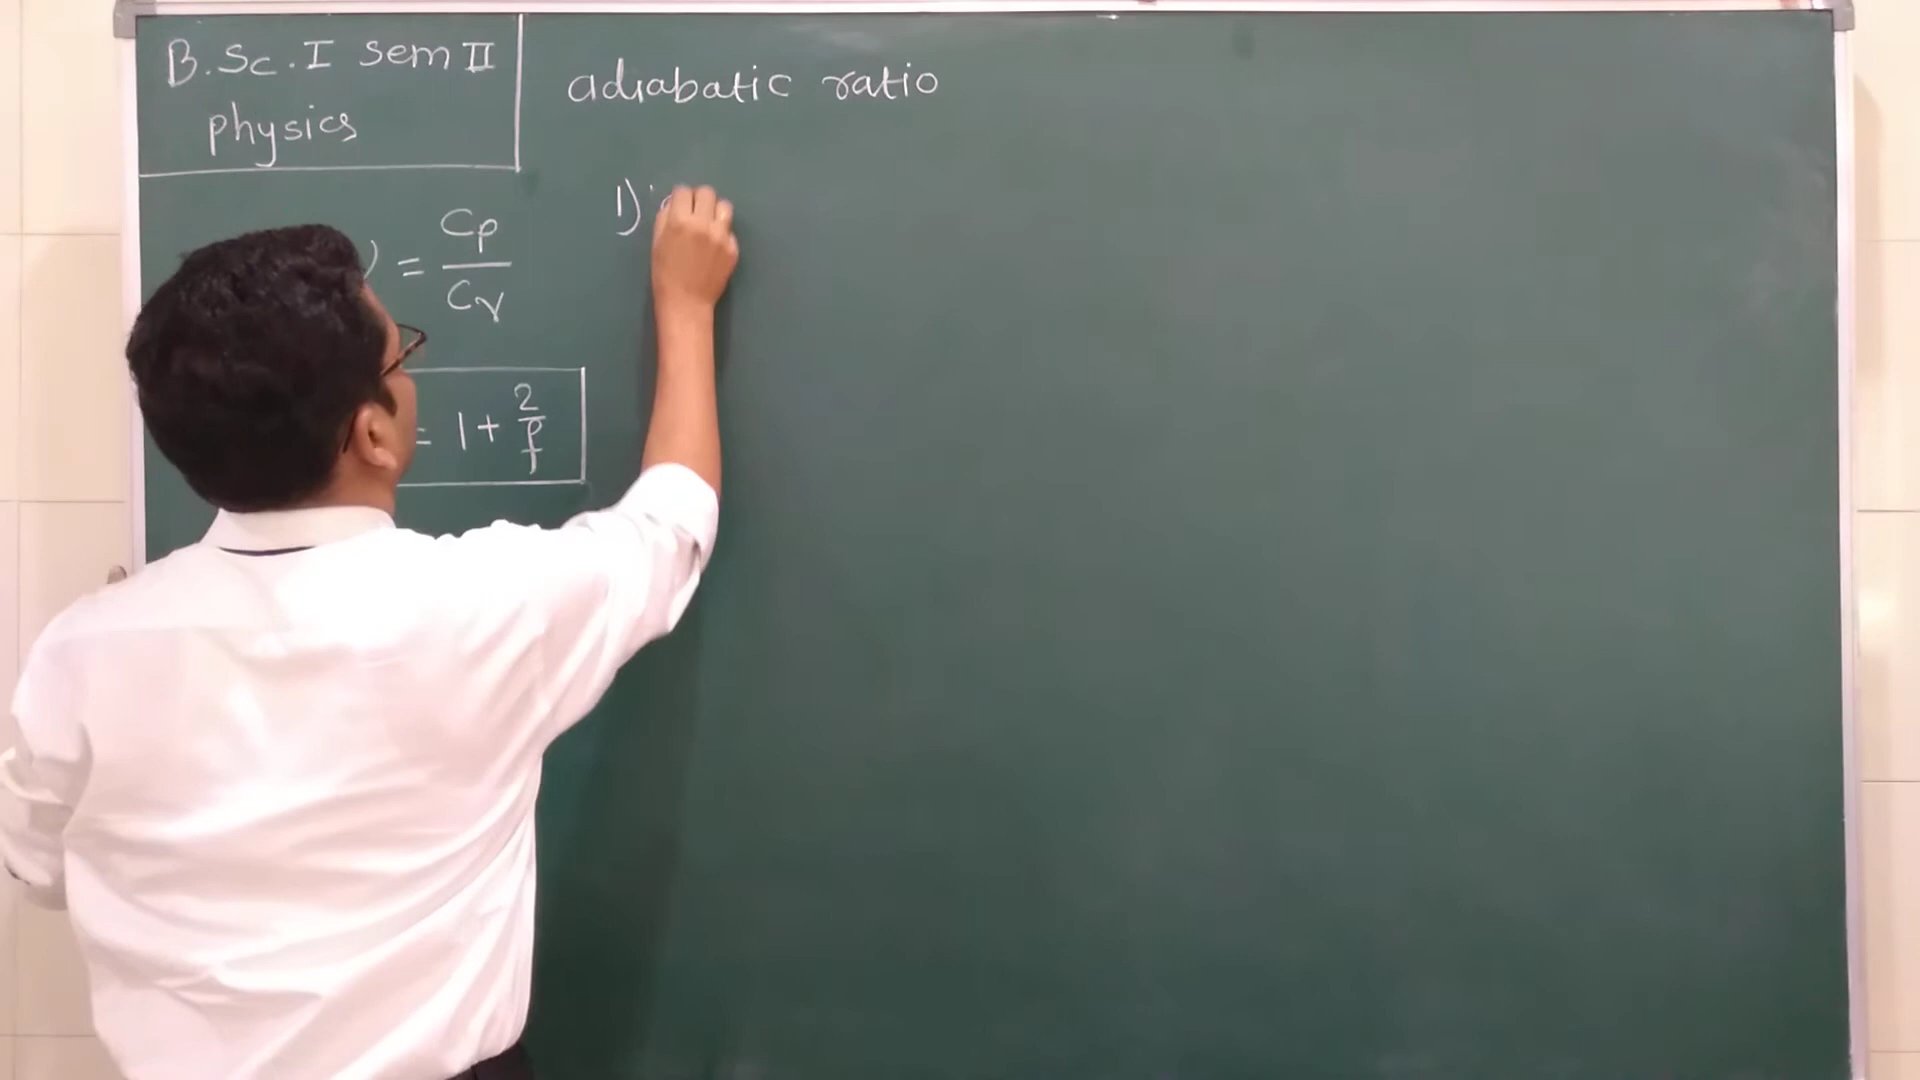 B.Sc. I Sem II
physics
adiabatic ratio
) = Cp
Cv
= 1 + 2
f
1)